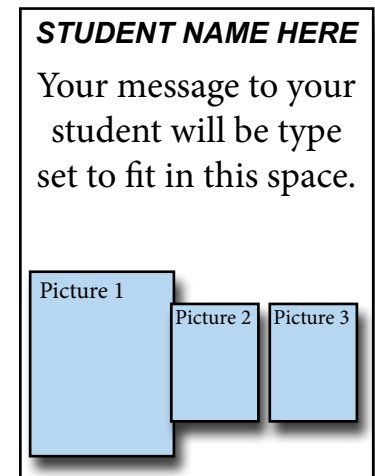 STUDENT NAME HERE
Your message to your
student will be type
set to fit in this space.
Picture 1
Picture 2
Picture 3